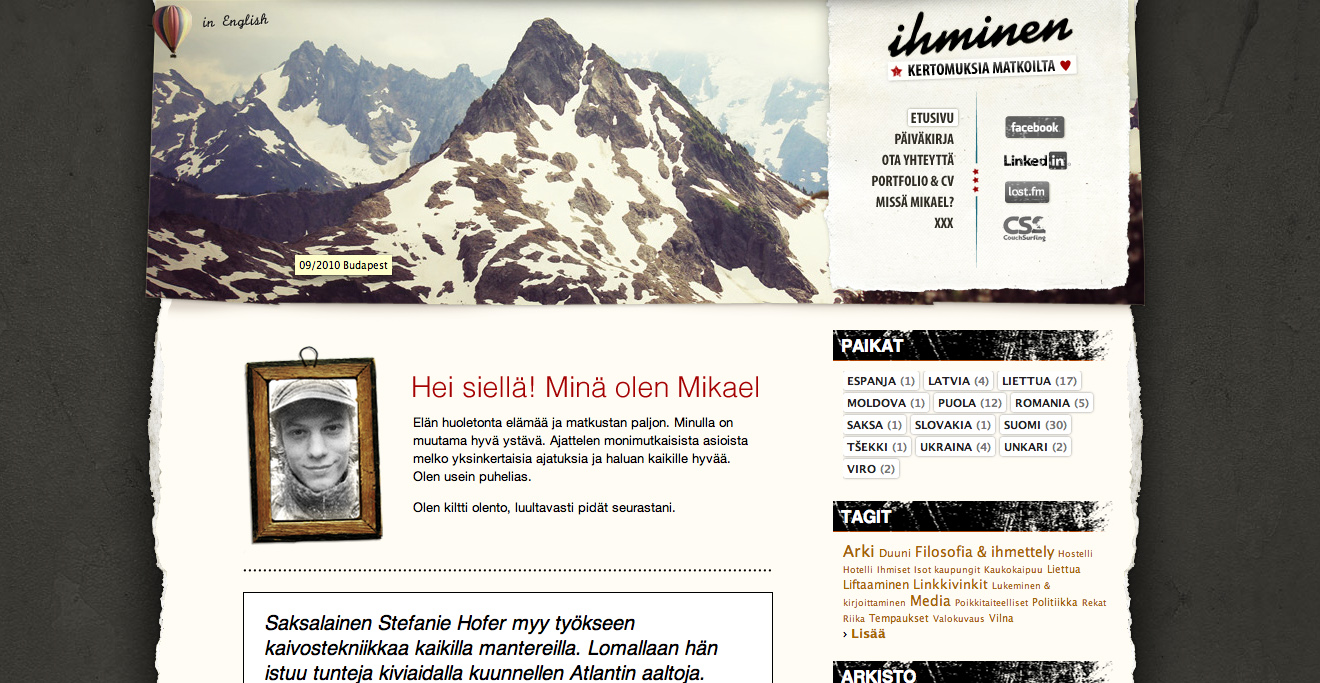 in English
ihminen
★ KERTOMUKSIA MATKOILTA ♥
ETUSIVU
PÄIVÄKIRJA
OTA YHTEYTTÄ
PORTFOLIO & CV
MISSÄ MIKAEL?
XXX
facebook
Linked in
lost.fm
CS
CouchSurfing
09/2010 Budapest
Hei siellä! Minä olen Mikael
Elän huoletonta elämää ja matkustan paljon. Minulla on
muutama hyvä ystävä. Ajattelen monimutkaisista asioista
melko yksinkertaisia ajatuksia ja haluan kaikille hyvää.
Olen usein puhelias.
Olen kiltti olento, luultavasti pidät seurastani.
Saksalainen Stefanie Hofer myy työkseen
kaivostekniikkaa kaikilla mantereilla. Lomallaan hän
istuu tunteja kiviaidalla kuunnellen Atlantin aaltoja.
PAIKAT
ESPANJA (1) LATVIA (4) LIETTUA (17)
MOLDOVA (1) PUOLA (12) ROMANIA (5)
SAKSA (1) SLOVAKIA (1) SUOMI (30)
TŠEKKI (1) UKRAINA (4) UNKARI (2)
VIRO (2)
TAGIT
Arki Duuni Filosofia & ihmettely Hostelli
Hotelli Ihmiset Isot kaupungit Kaukokaipuu Liettua
Liftaaminen Linkkivinkit Lukeminen &
kirjoittaminen Media Poikkitaiteelliset Politiikka Rekat
Riika Tempaukset Valokuvaus Vilna
› Lisää
ARKISTO